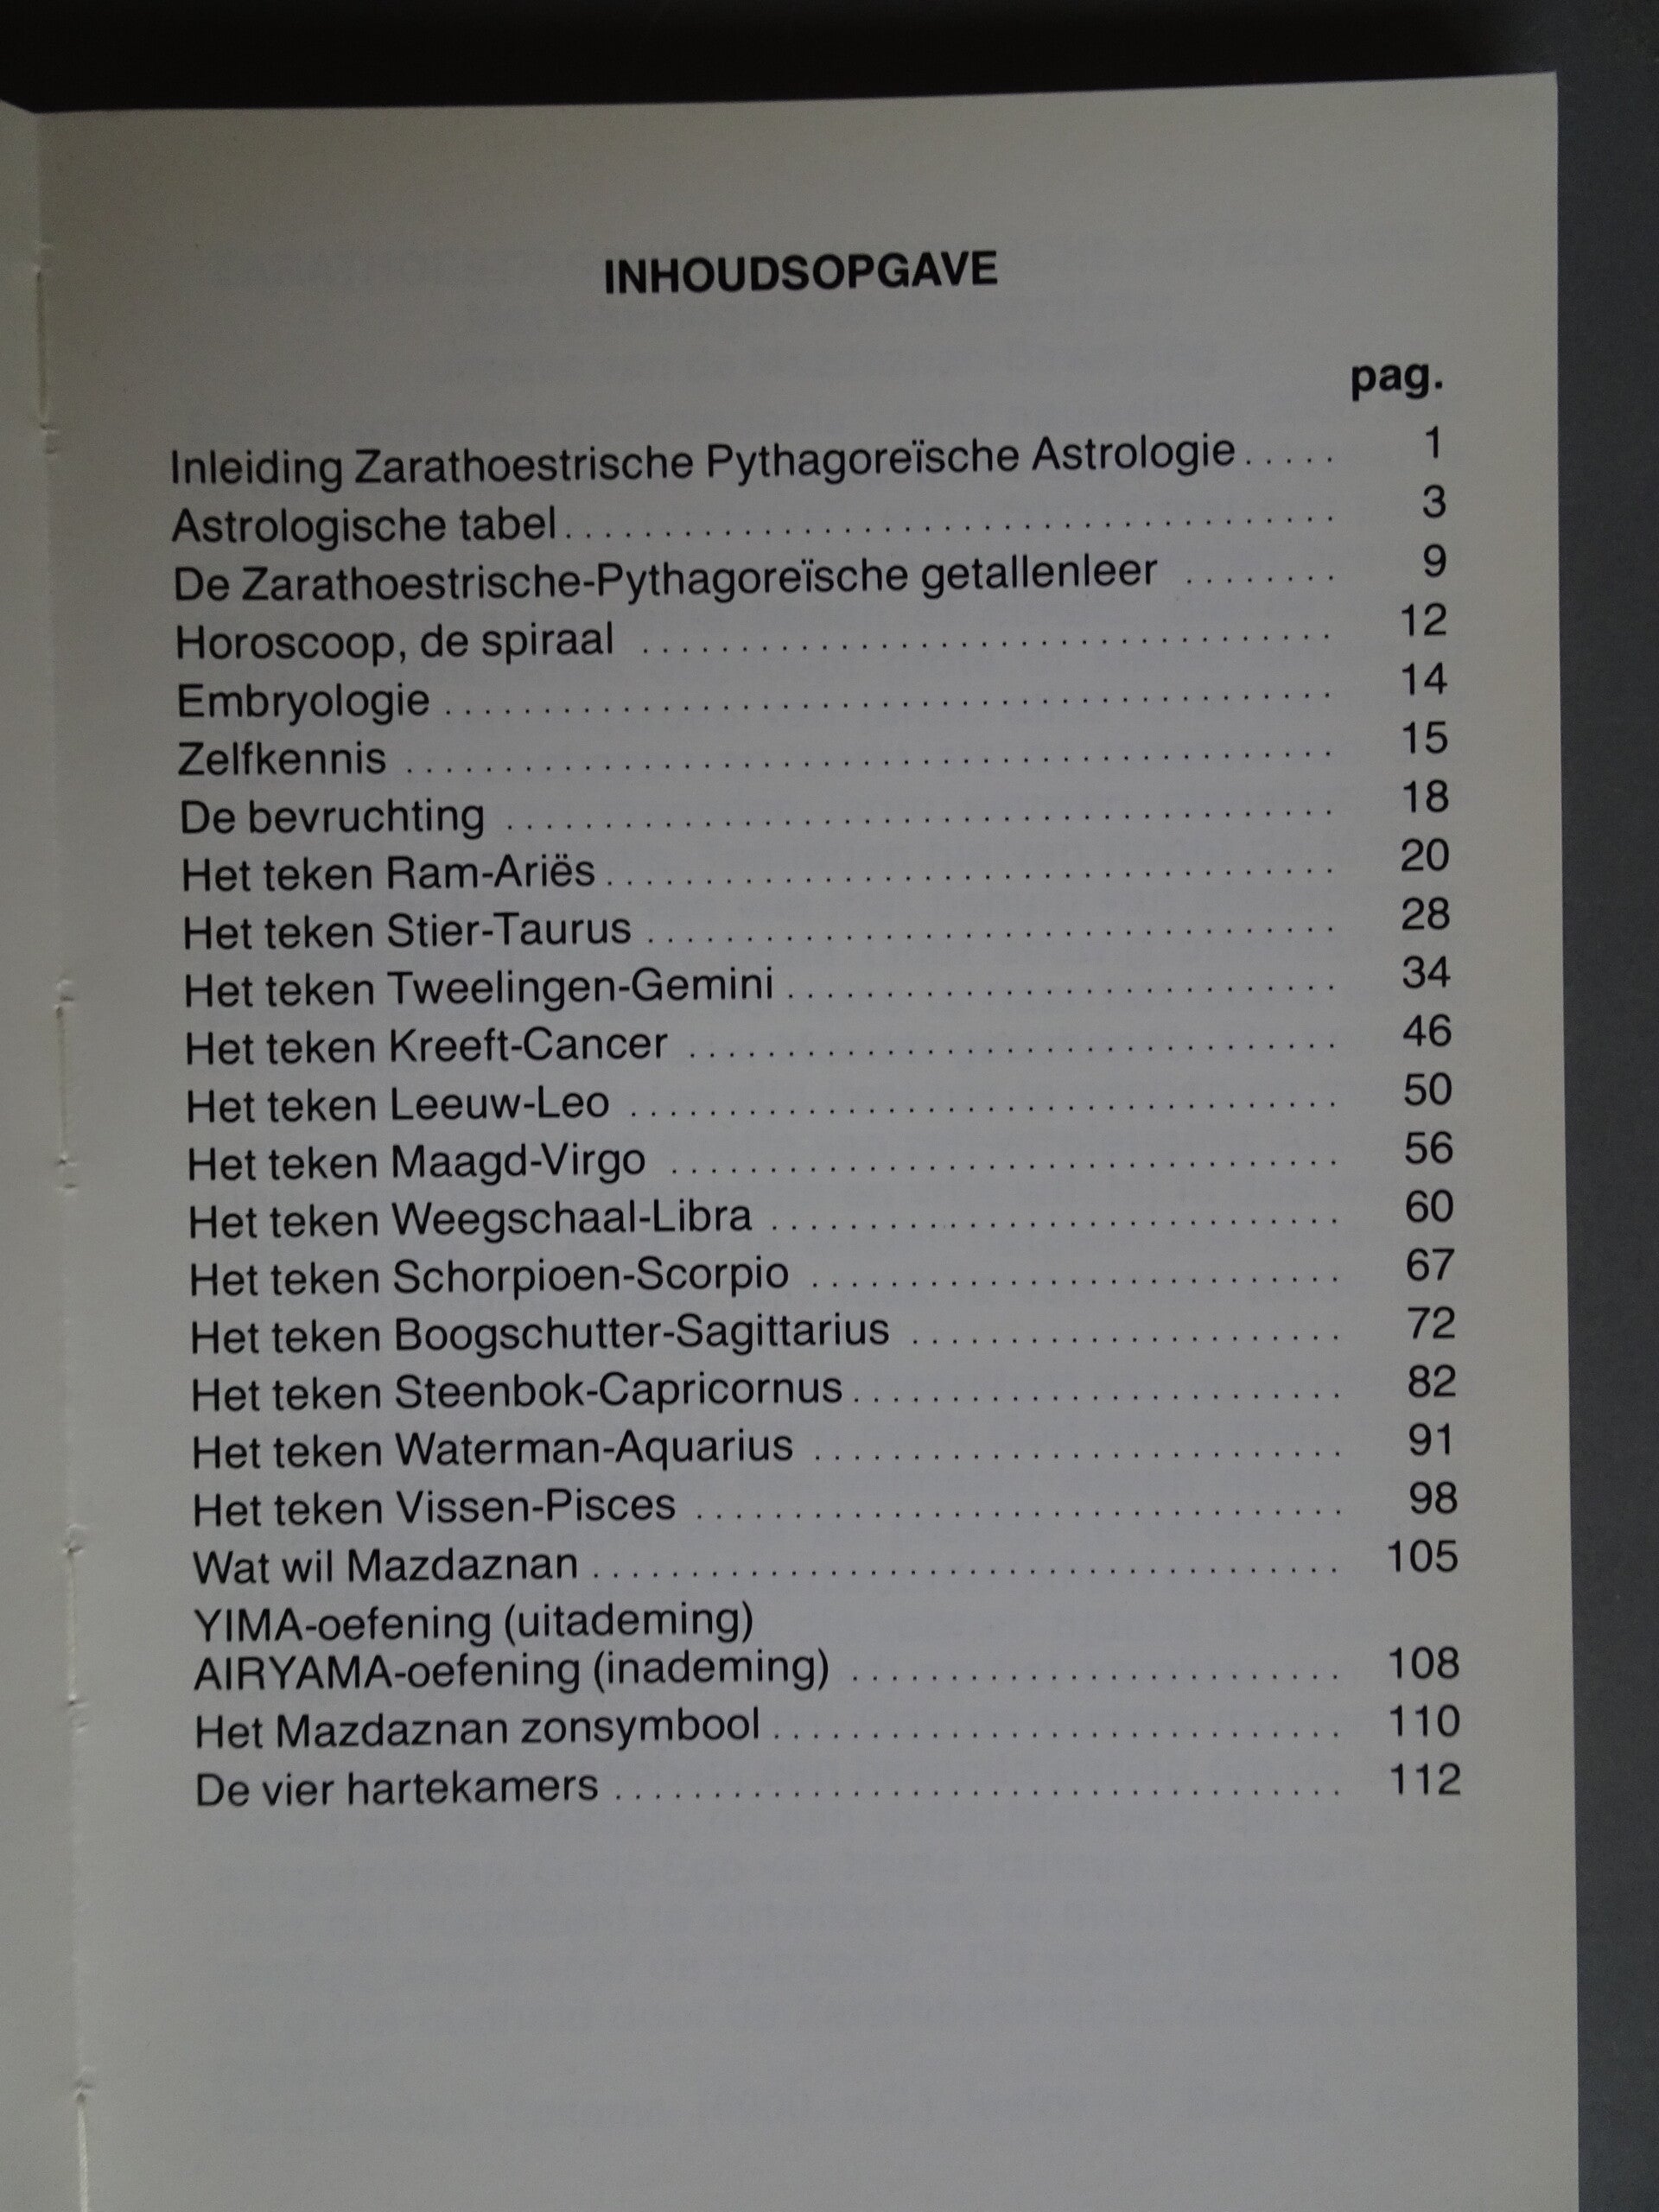 INHOUDSOPGAVE
pag.
Inleiding Zarathoestrische Pythagoreïsche Astrologie..... 1
Astrologische tabel....................................... 3
De Zarathoestrische-Pythagoreïsche getallenleer ........ 9
Horoscoop, de spiraal ................................... 12
Embryologie ............................................. 14
Zelfkennis ............................................... 15
De bevruchting .......................................... 18
Het teken Ram-Ariës..................................... 20
Het teken Stier-Taurus ................................... 28
Het teken Tweelingen-Gemini ............................ 34
Het teken Kreeft-Cancer ................................. 46
Het teken Leeuw-Leo .................................... 50
Het teken Maagd-Virgo .................................. 56
Het teken Weegschaal-Libra ............................. 60
Het teken Schorpioen-Scorpio ........................... 67
Het teken Boogschutter-Sagittarius ...................... 72
Het teken Steenbok-Capricornus......................... 82
Het teken Waterman-Aquarius ........................... 91
Het teken Vissen-Pisces ................................. 98
Wat wil Mazdaznan ...................................... 105
YIMA-oefening (uitademing)
AIRYAMA-oefening (inademing) ......................... 108
Het Mazdaznan zonsymbool ............................. 110
De vier hartekamers ..................................... 112